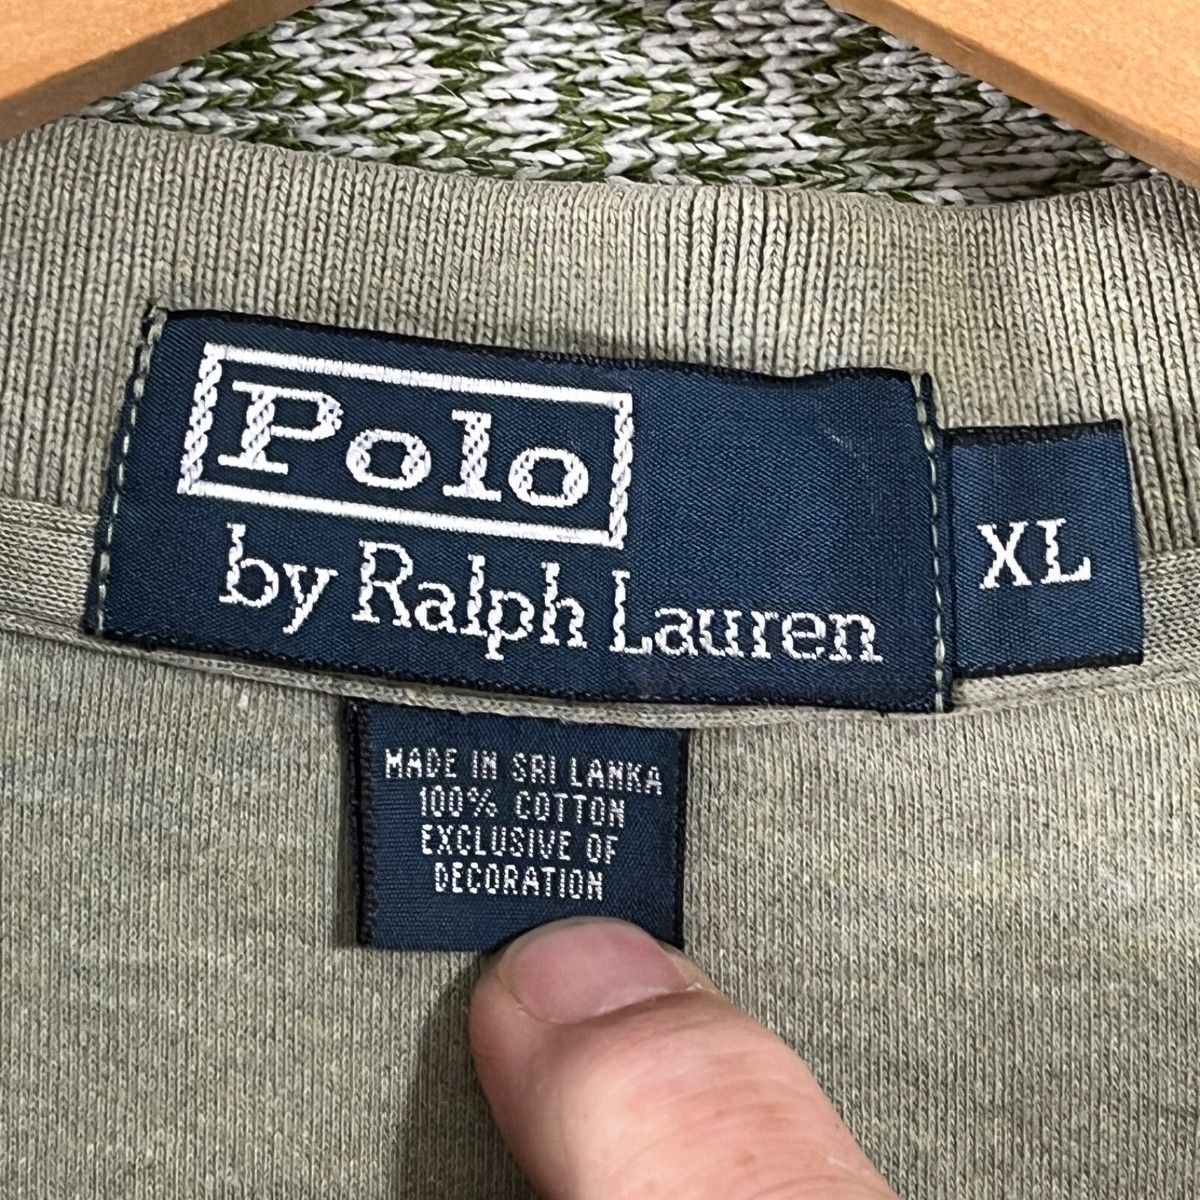 Polo
by Ralph Lauren
XL
MADE IN SRI LANKA
100% COTTON
EXCLUSIVE OF
DECORATION